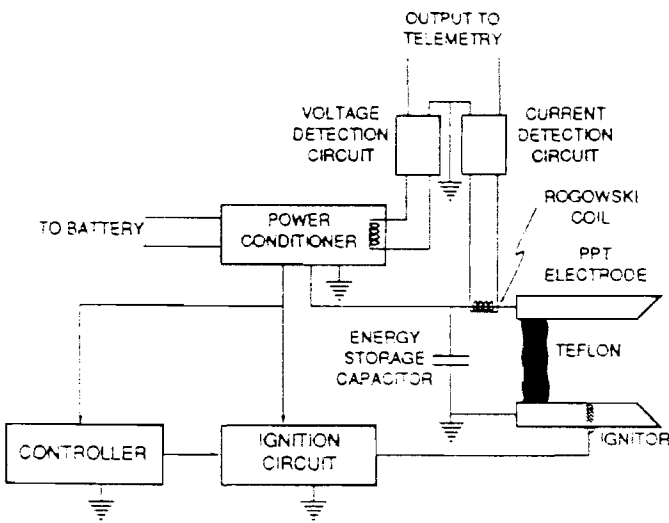 OUTPUT TO
TELEMETRY
VOLTAGE
DETECTION
CIRCUIT
CURRENT
DETECTION
CIRCUIT
ROGOWSKI
COIL
TO BATTERY
POWER
CONDITIONER
PPT
ELECTRODE
ENERGY
STORAGE
CAPACITOR
TEFLON
CONTROLLER
IGNITION
CIRCUIT
IGNITOR